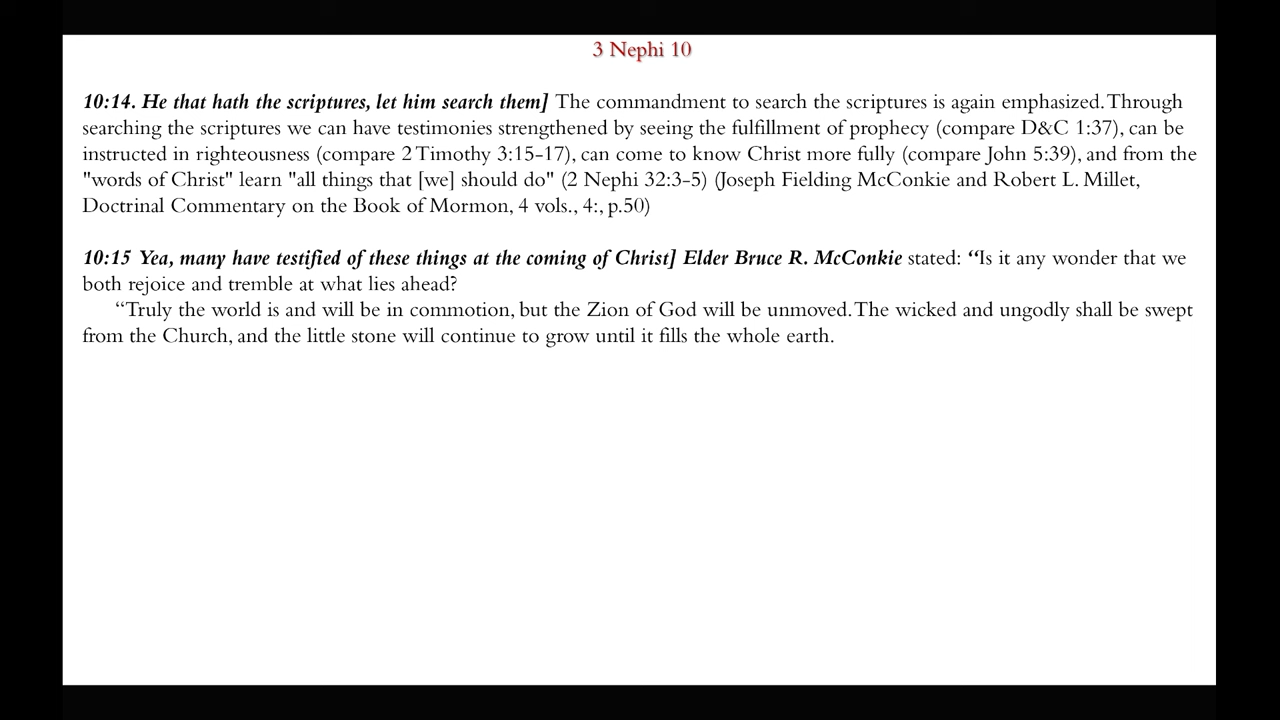 3 Nephi 10
10:14. He that hath the scriptures, let him search them] The commandment to search the scriptures is again emphasized. Through
searching the scriptures we can have testimonies strengthened by seeing the fulfillment of prophecy (compare D&C 1:37), can be
instructed in righteousness (compare 2 Timothy 3:15-17), can come to know Christ more fully (compare John 5:39), and from the
"words of Christ" learn "all things that [we] should do" (2 Nephi 32:3-5) (Joseph Fielding McConkie and Robert L. Millet,
Doctrinal Commentary on the Book of Mormon, 4 vols., 4:, p.50)
10:15 Yea, many have testified of these things at the coming of Christ] Elder Bruce R. McConkie stated: “Is it any wonder that we
both rejoice and tremble at what lies ahead?
“Truly the world is and will be in commotion, but the Zion of God will be unmoved. The wicked and ungodly shall be swept
from the Church, and the little stone will continue to grow until it fills the whole earth.